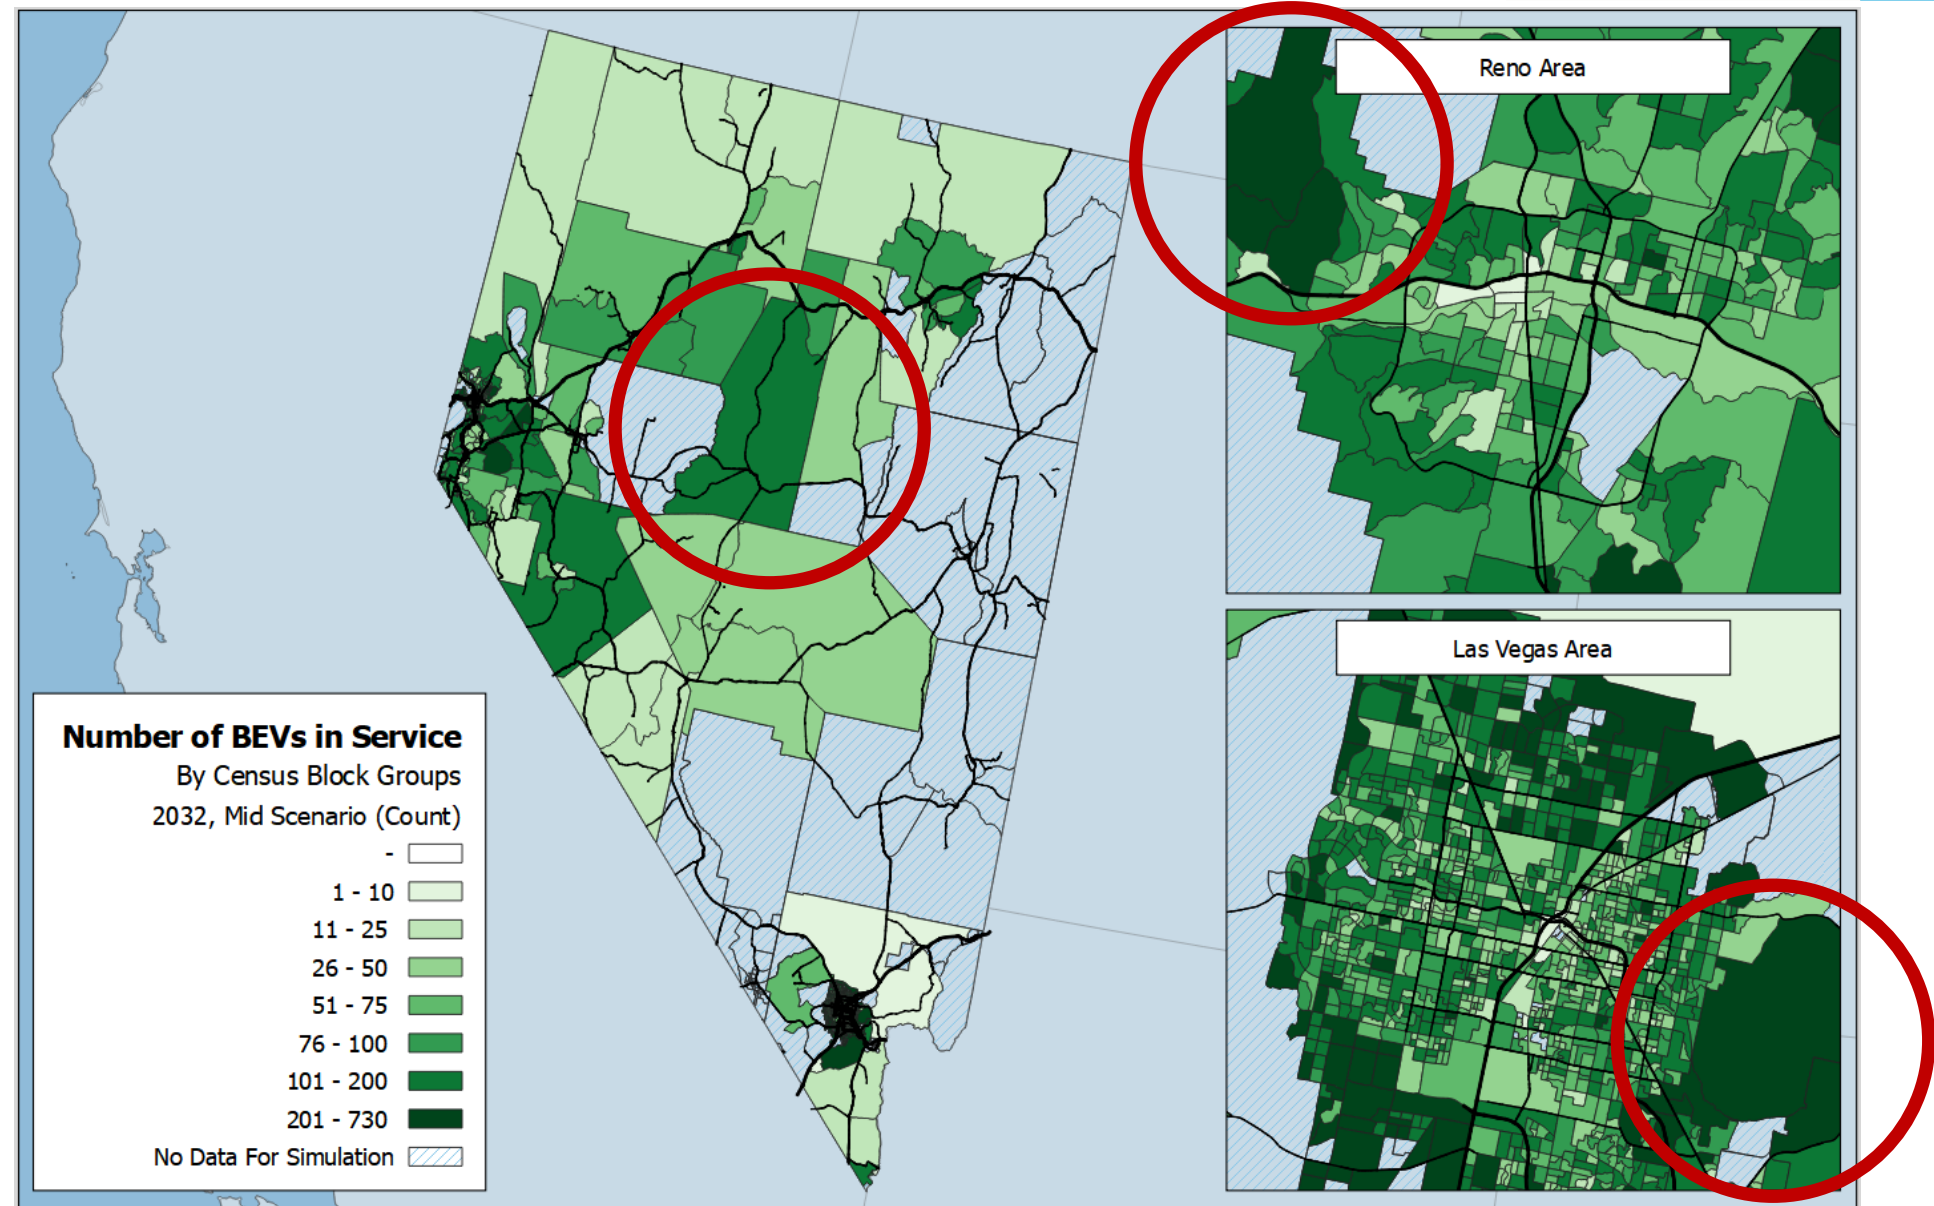 Reno Area
Las Vegas Area
Number of BEVs in Service
By Census Block Groups
2032, Mid Scenario (Count)
-
1 - 10
11 - 25
26 - 50
51 - 75
76 - 100
101 - 200
201 - 730
No Data For Simulation